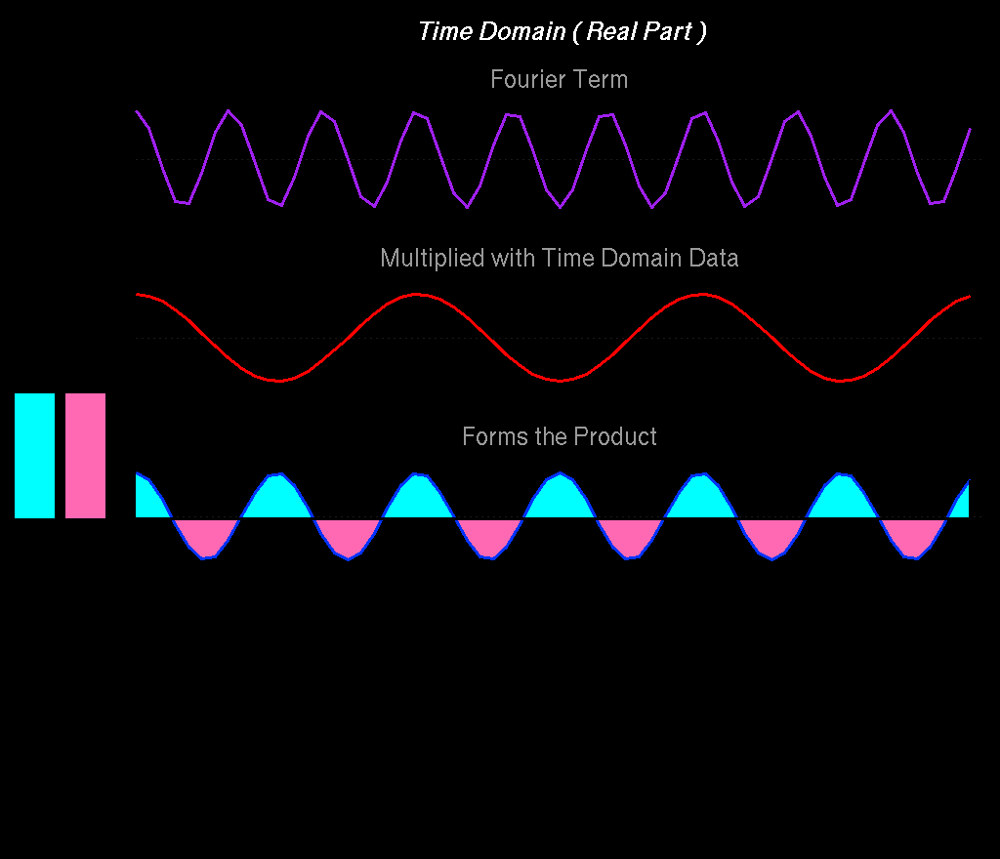 Time Domain ( Real Part )
Fourier Term
Multiplied with Time Domain Data
Forms the Product